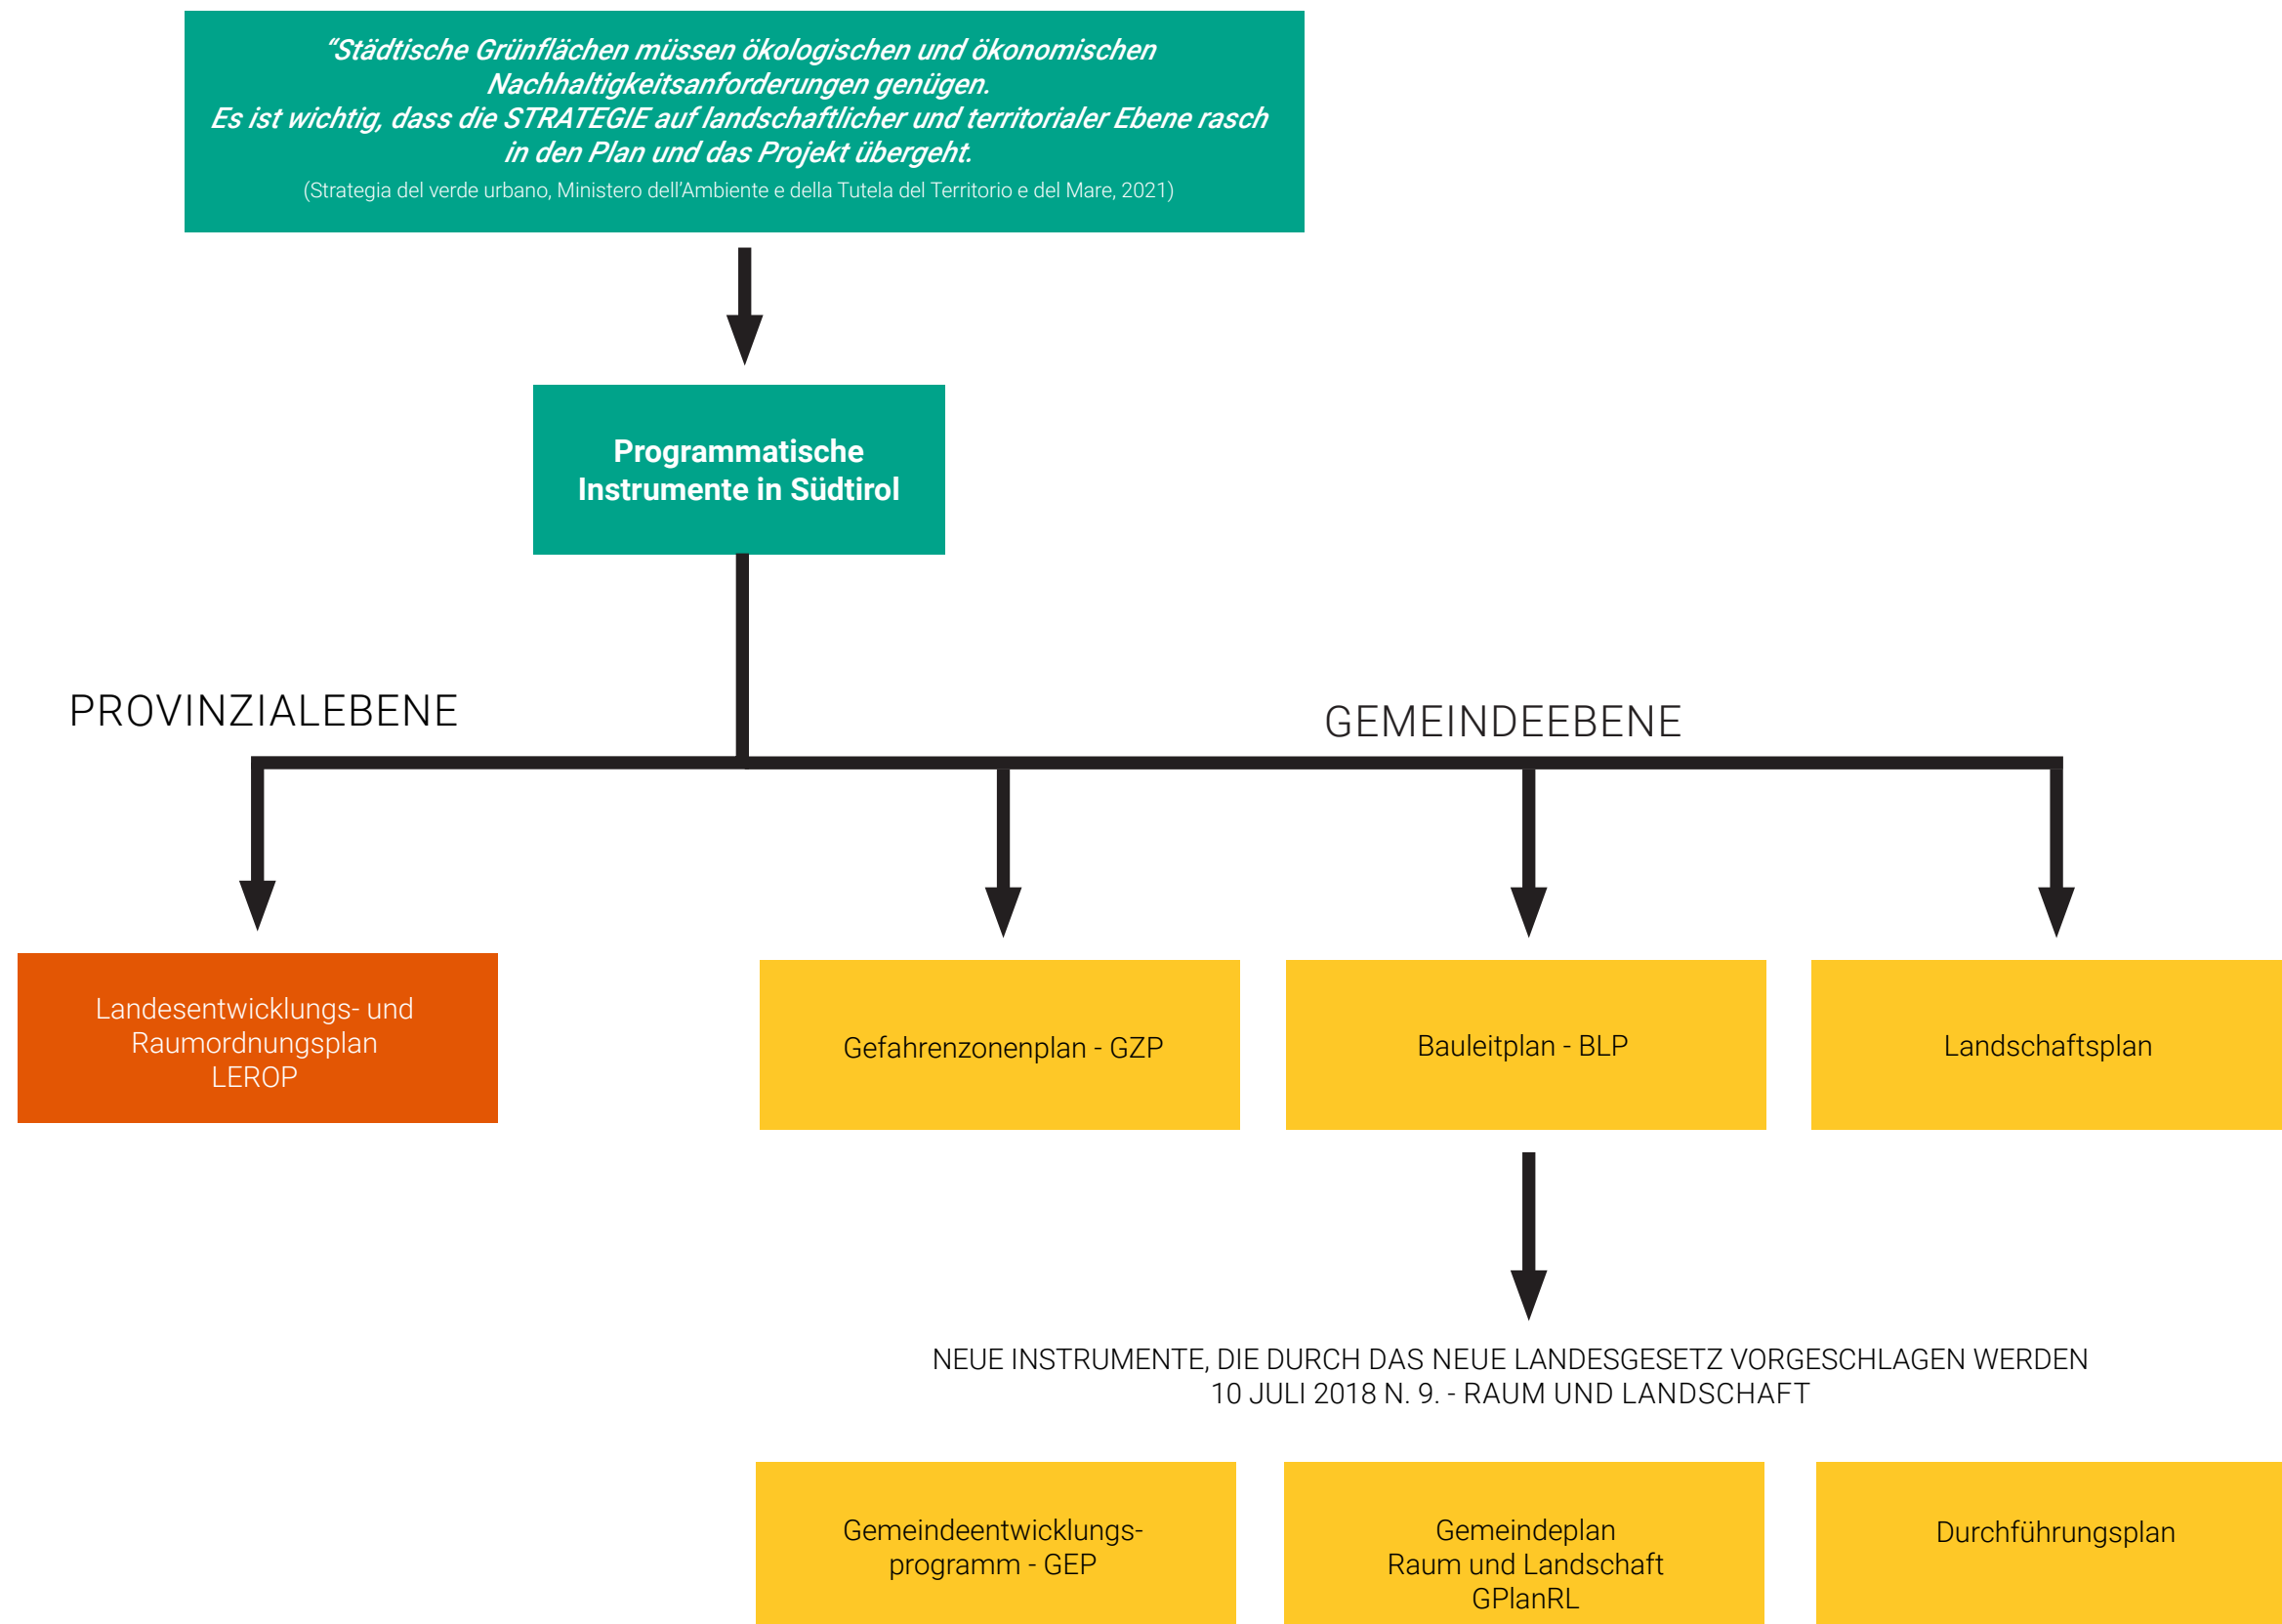 “Städtische Grünflächen müssen ökologischen und ökonomischen
Nachhaltigkeitsanforderungen genügen.
Es ist wichtig, dass die STRATEGIE auf landschaftlicher und territorialer Ebene rasch
in den Plan und das Projekt übergeht.
(Strategia del verde urbano, Ministero dell’Ambiente e della Tutela del Territorio e del Mare, 2021)
Programmatische
Instrumente in Südtirol
PROVINZIALEBENE
GEMEINDEEBENE
Landesentwicklungs- und
Raumordnungsplan
LEROP
Gefahrenzonenplan - GZP
Bauleitplan - BLP
Landschaftsplan
NEUE INSTRUMENTE, DIE DURCH DAS NEUE LANDESGESETZ VORGESCHLAGEN WERDEN
10 JULI 2018 N. 9. - RAUM UND LANDSCHAFT
Gemeindeentwicklungs-
programm - GEP
Gemeindeplan
Raum und Landschaft
GPlanRL
Durchführungsplan